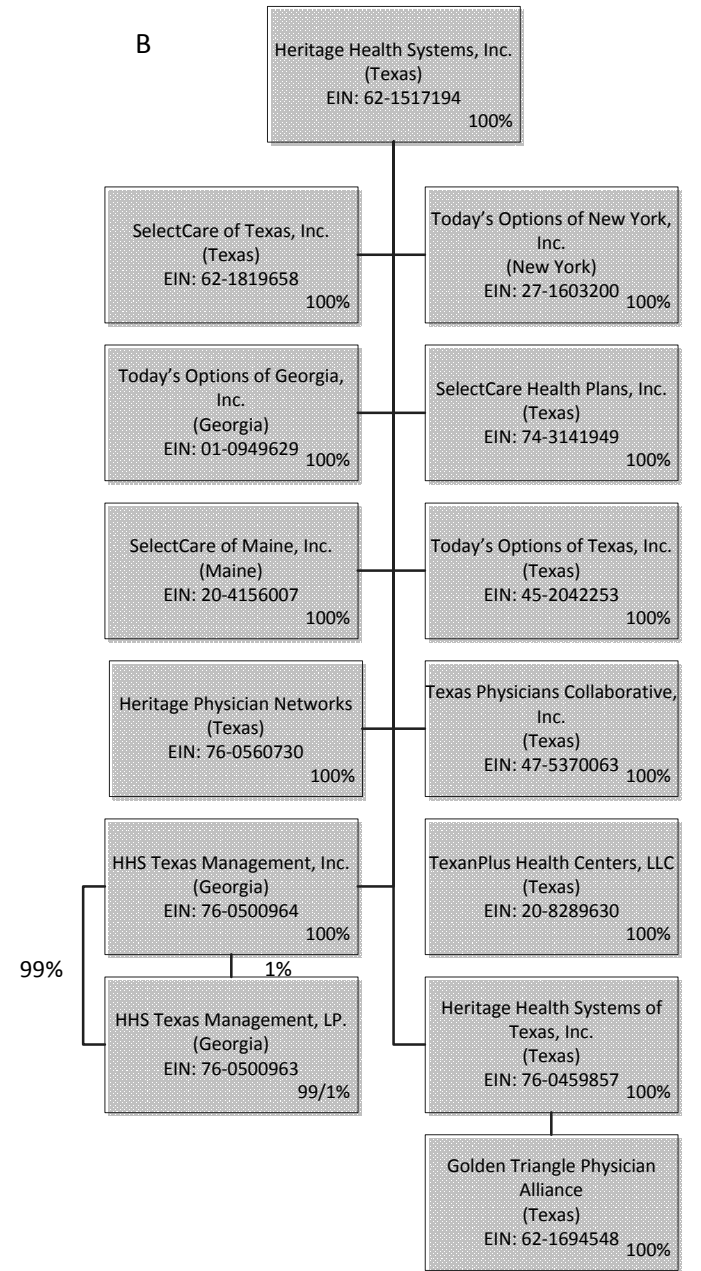 B
Heritage Health Systems, Inc.
(Texas)
EIN: 62-1517194
100%
SelectCare of Texas, Inc.
(Texas)
EIN: 62-1819658
100%
Today’s Options of New York,
Inc.
(New York)
EIN: 27-1603200
100%
Today’s Options of Georgia,
Inc.
(Georgia)
EIN: 01-0949629
100%
SelectCare Health Plans, Inc.
(Texas)
EIN: 74-3141949
100%
SelectCare of Maine, Inc.
(Maine)
EIN: 20-4156007
100%
Today’s Options of Texas, Inc.
(Texas)
EIN: 45-2042253
100%
Heritage Physician Networks
(Texas)
EIN: 76-0560730
100%
Texas Physicians Collaborative,
Inc.
(Texas)
EIN: 47-5370063
100%
HHS Texas Management, Inc.
(Georgia)
EIN: 76-0500964
100%
TexanPlus Health Centers, LLC
(Texas)
EIN: 20-8289630
100%
99%
1%
HHS Texas Management, LP.
(Georgia)
EIN: 76-0500963
99/1%
Heritage Health Systems of
Texas, Inc.
(Texas)
EIN: 76-0459857
100%
Golden Triangle Physician
Alliance
(Texas)
EIN: 62-1694548
100%